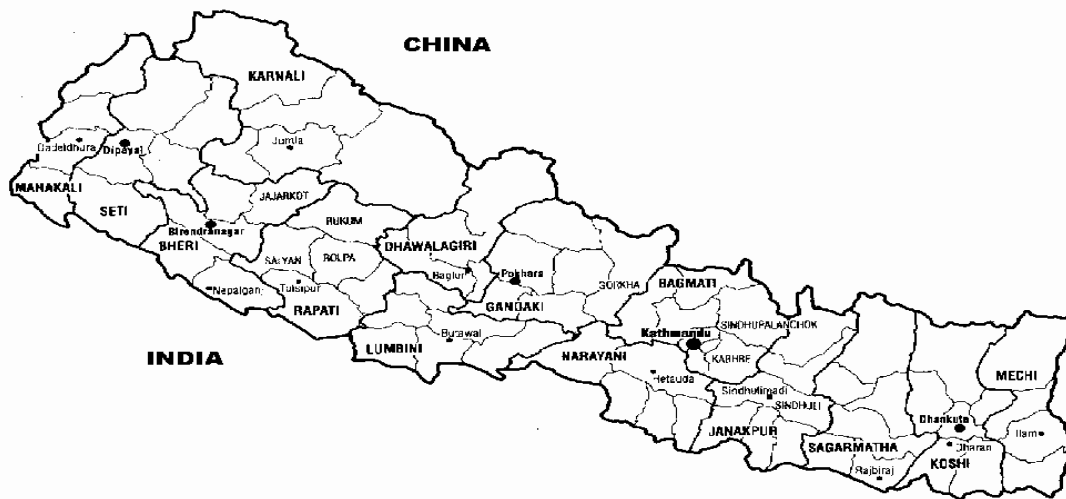 CHINA
KARNALI
Jumla
Dadeldhura
Dipayal
MAHAKALI
SETI
JAJARKOT
RUKUM
Birendranagar
BHERI
DHAWALAGIRI
SALYAN
ROLPA
Baglun
Pokhara
Nepalganj
Tulsipur
GORKHA
BAGMATI
RAPATI
GANDAKI
SINDHUPALANCHOK
Kathmandu
Butawal
LUMBINI
INDIA
NARAYANI
KABHRE
MECHI
Hetauda
Sindhulimadi
SINDHULI
Dhankuta
JANAKPUR
Ilam
SAGARMATHA
Dharan
KOSHI
Rajbiraj